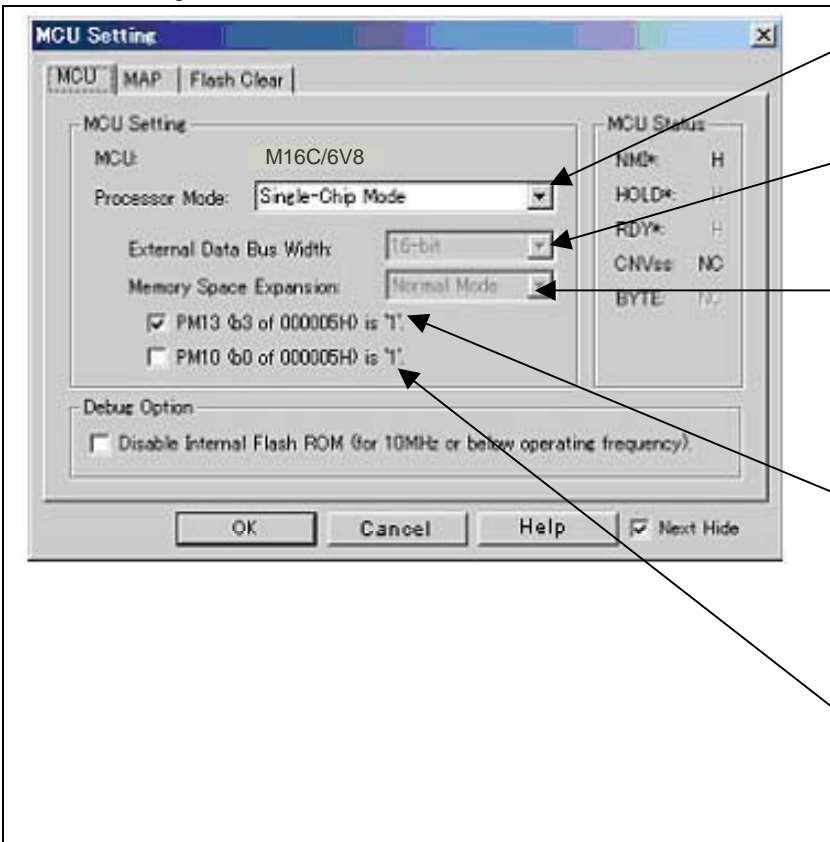 MCU Setting
MCU MAP Flash Clear
MCU Setting
MCU: M16C/6V8
Processor Mode: Single-Chip Mode
External Data Bus Width: 16-bit
Memory Space Expansion: Normal Mode
PM13 (b3 of 000005H) is "1".
PM10 (b0 of 000005H) is "1".
MCU Status
NMI*: H
HOLD*: H
RDY*: H
CNVss: NC
BYTE: NC
Debug Option
Disable Internal Flash ROM (for 10MHz or below operating frequency).
OK Cancel Help Next Hide